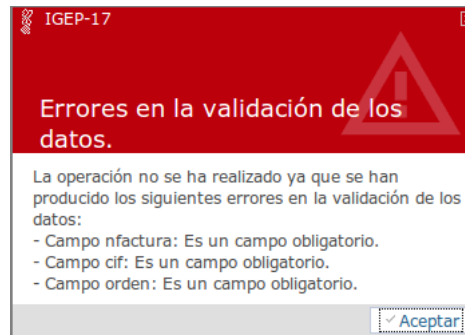 IGEP-17
Errores en la validación de los
datos.
La operación no se ha realizado ya que se han
producido los siguientes errores en la validación de los
datos:
- Campo nfactura: Es un campo obligatorio.
- Campo cif: Es un campo obligatorio.
- Campo orden: Es un campo obligatorio.
Aceptar